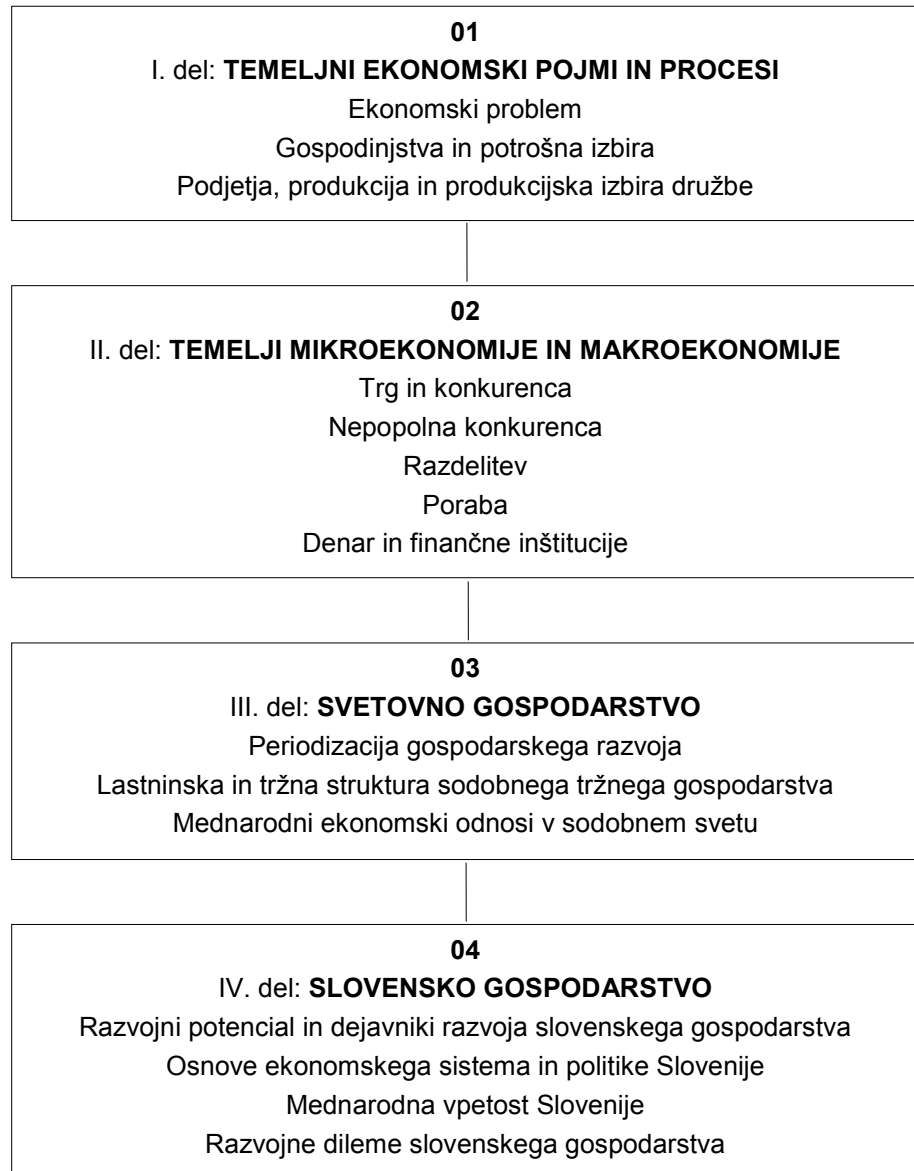 01
I. del: TEMELJNI EKONOMSKI POJMI IN PROCESI
Ekonomski problem
Gospodinjstva in potrošna izbira
Podjetja, produkcija in produkcijska izbira družbe
02
II. del: TEMELJI MIKROEKONOMIJE IN MAKROEKONOMIJE
Trg in konkurenca
Nepopolna konkurenca
Razdelitev
Poraba
Denar in finančne inštitucije
03
III. del: SVETOVNO GOSPODARSTVO
Periodizacija gospodarskega razvoja
Lastninska in tržna struktura sodobnega tržnega gospodarstva
Mednarodni ekonomski odnosi v sodobnem svetu
04
IV. del: SLOVENSKO GOSPODARSTVO
Razvojni potencial in dejavniki razvoja slovenskega gospodarstva
Osnove ekonomskega sistema in politike Slovenije
Mednarodna vpetost Slovenije
Razvojne dileme slovenskega gospodarstva